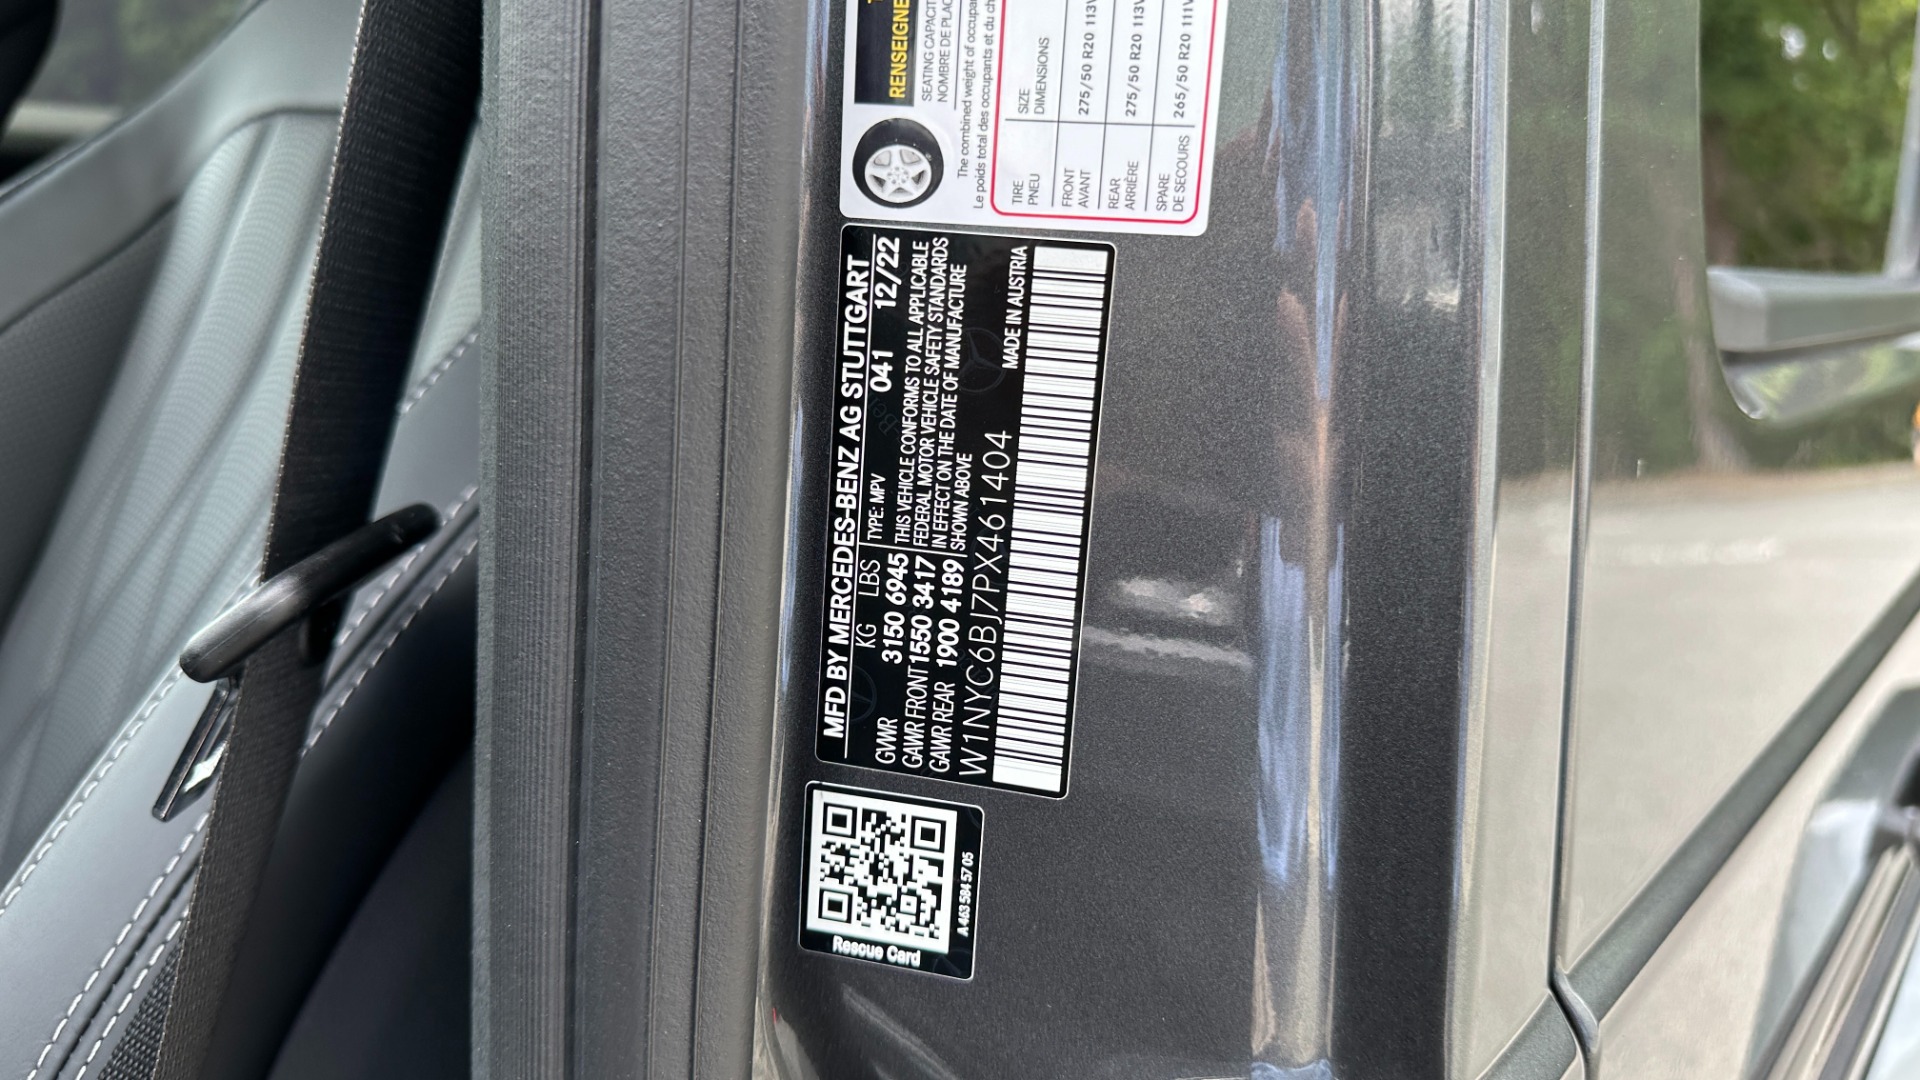 RENSEIGNE
SEATING CAPACIT
NOMBRE DE PLAC
The combined weight of occupa
Le poids total des occupants et du ch
TIRE SIZE
PNEU DIMENSIONS
FRONT
AVANT 275/50 R20 113V
REAR
ARRIÈRE 275/50 R20 113V
SPARE
DE SECOURS 265/50 R20 111V
MFD BY MERCEDES-BENZ AG STUTTGART
KG LBS TYPE: MPV 041 12/22
GVWR 3150 6945 THIS VEHICLE CONFORMS TO ALL APPLICABLE
GAWR FRONT 1550 3417 FEDERAL MOTOR VEHICLE SAFETY STANDARDS
GAWR REAR 1900 4189 IN EFFECT ON THE DATE OF MANUFACTURE
SHOWN ABOVE
W1NYC6BJ7PX461404 MADE IN AUSTRIA
Rescue Card
A 463 584 57 05